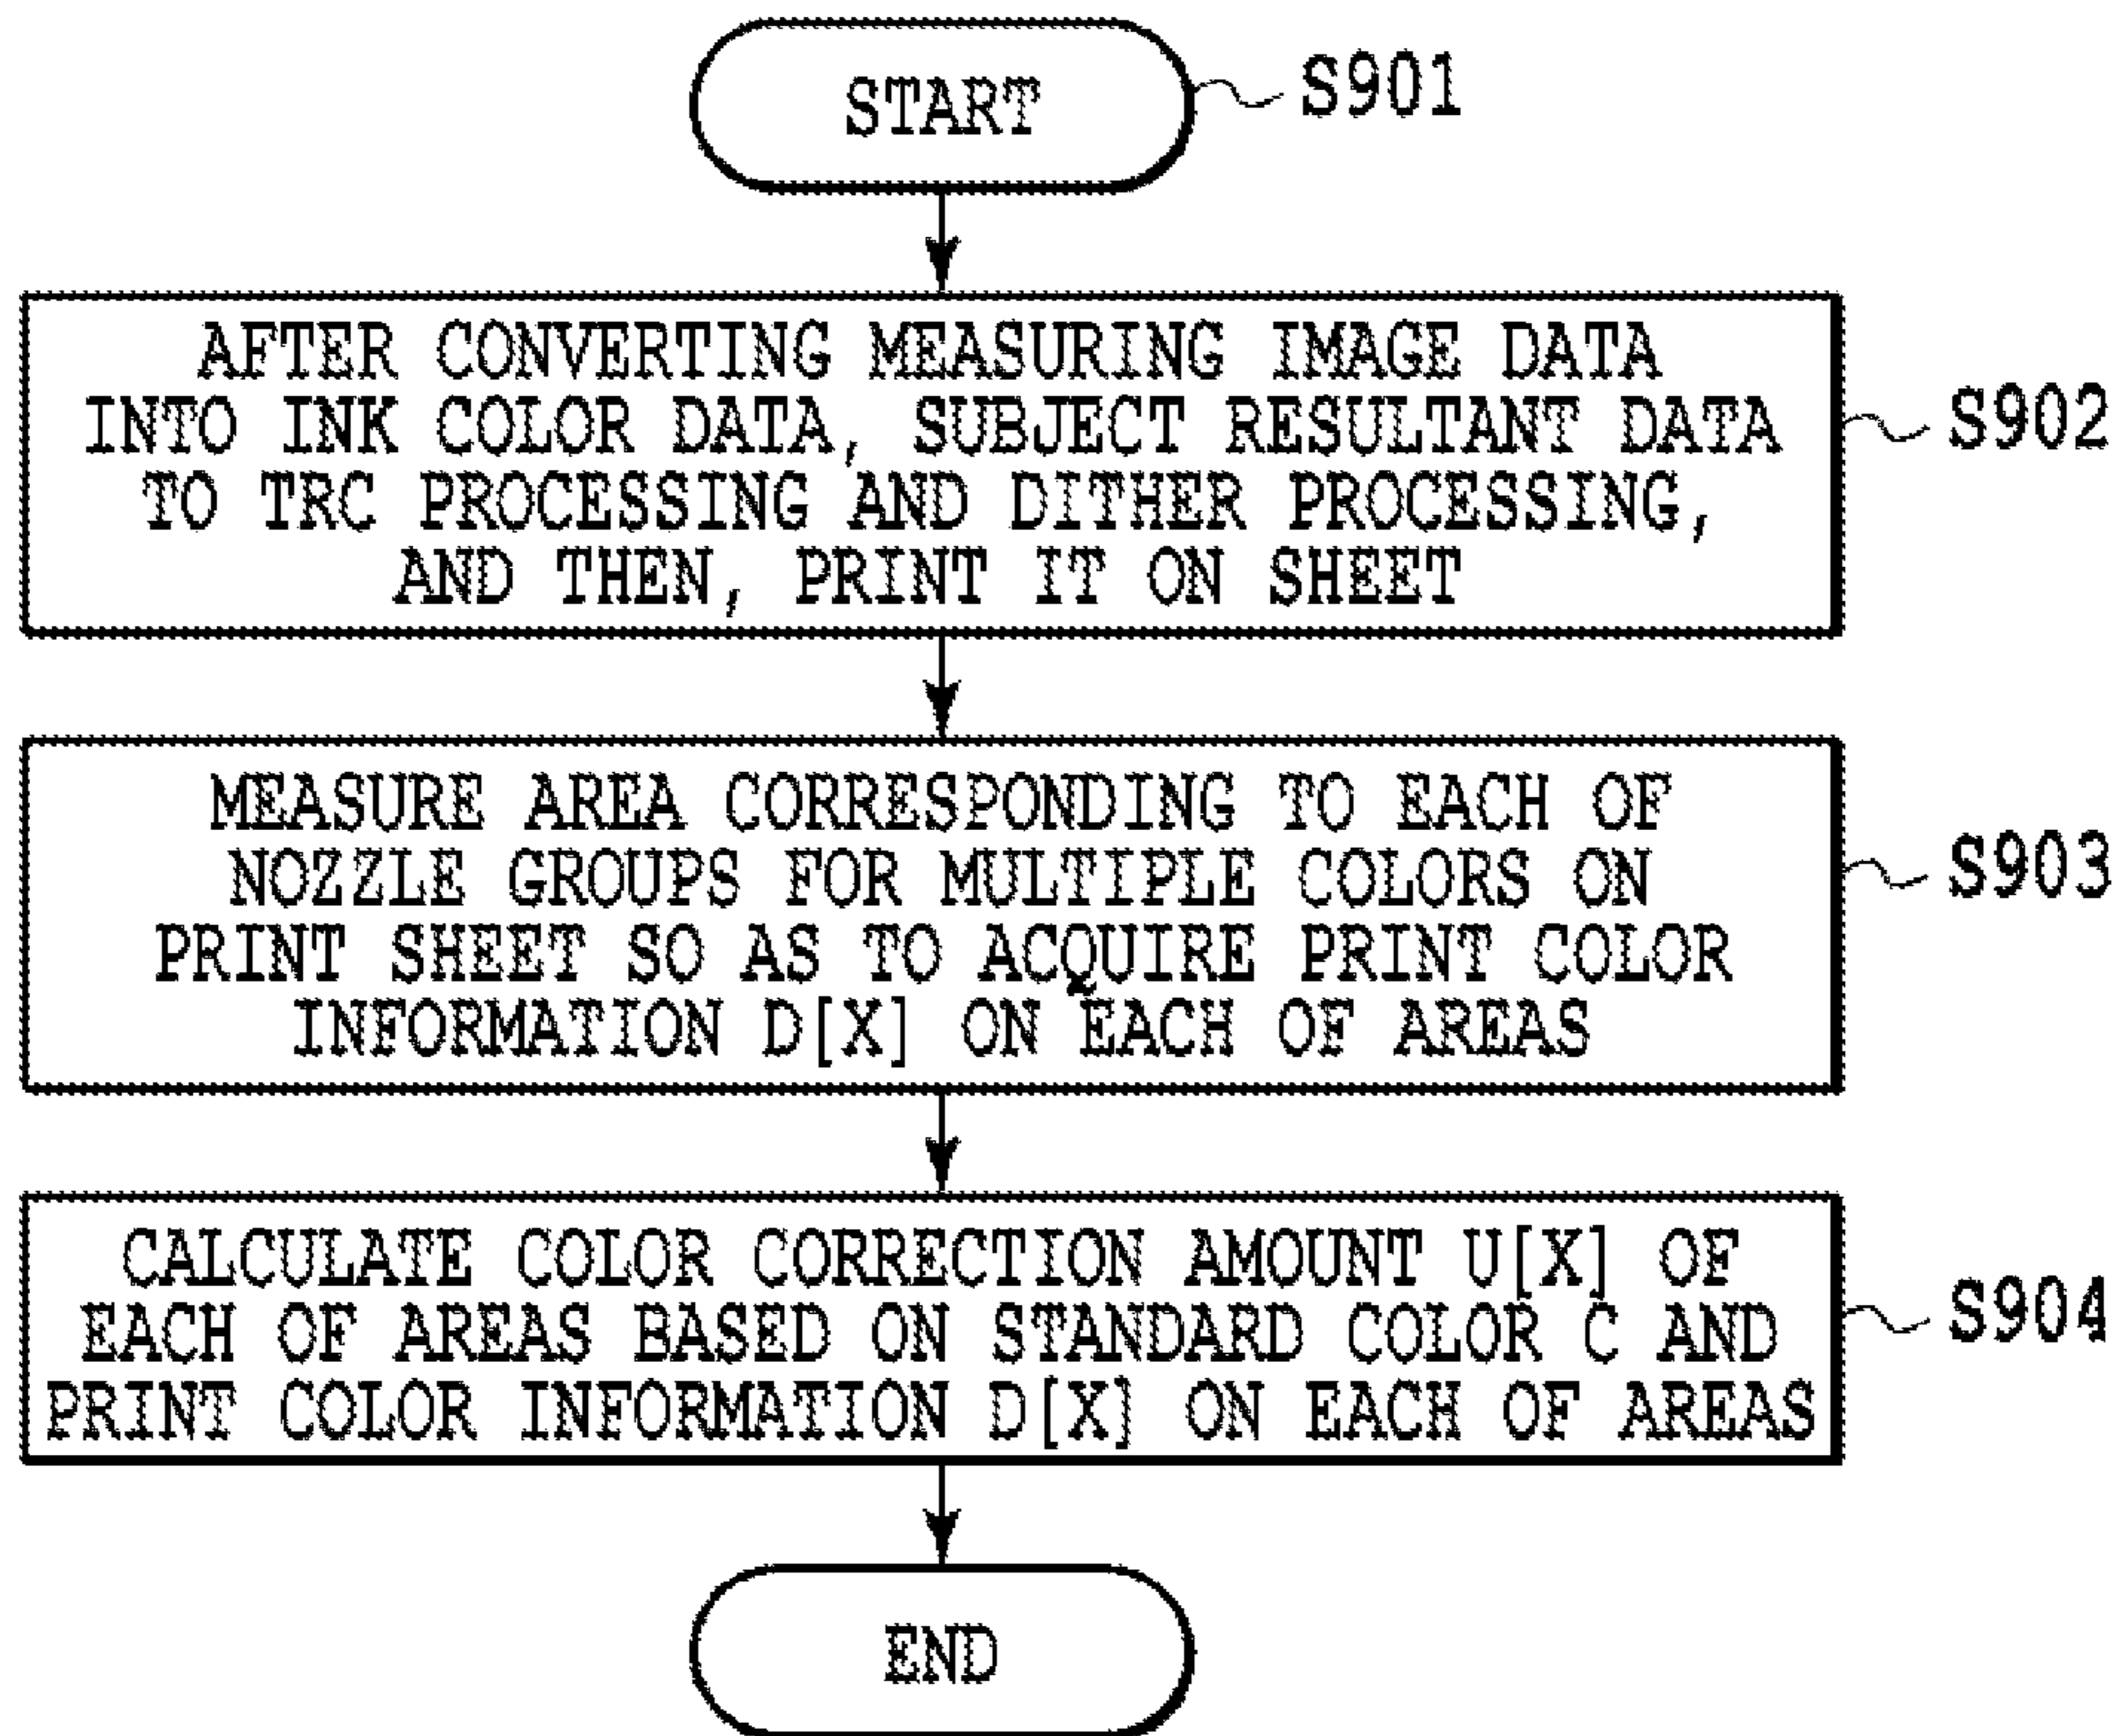 START
S901
AFTER CONVERTING MEASURING IMAGE DATA
INTO INK COLOR DATA, SUBJECT RESULTANT DATA
TO TRC PROCESSING AND DITHER PROCESSING,
AND THEN, PRINT IT ON SHEET
S902
MEASURE AREA CORRESPONDING TO EACH OF
NOZZLE GROUPS FOR MULTIPLE COLORS ON
PRINT SHEET SO AS TO ACQUIRE PRINT COLOR
INFORMATION D[X] ON EACH OF AREAS
S903
CALCULATE COLOR CORRECTION AMOUNT U[X] OF
EACH OF AREAS BASED ON STANDARD COLOR C AND
PRINT COLOR INFORMATION D[X] ON EACH OF AREAS
S904
END